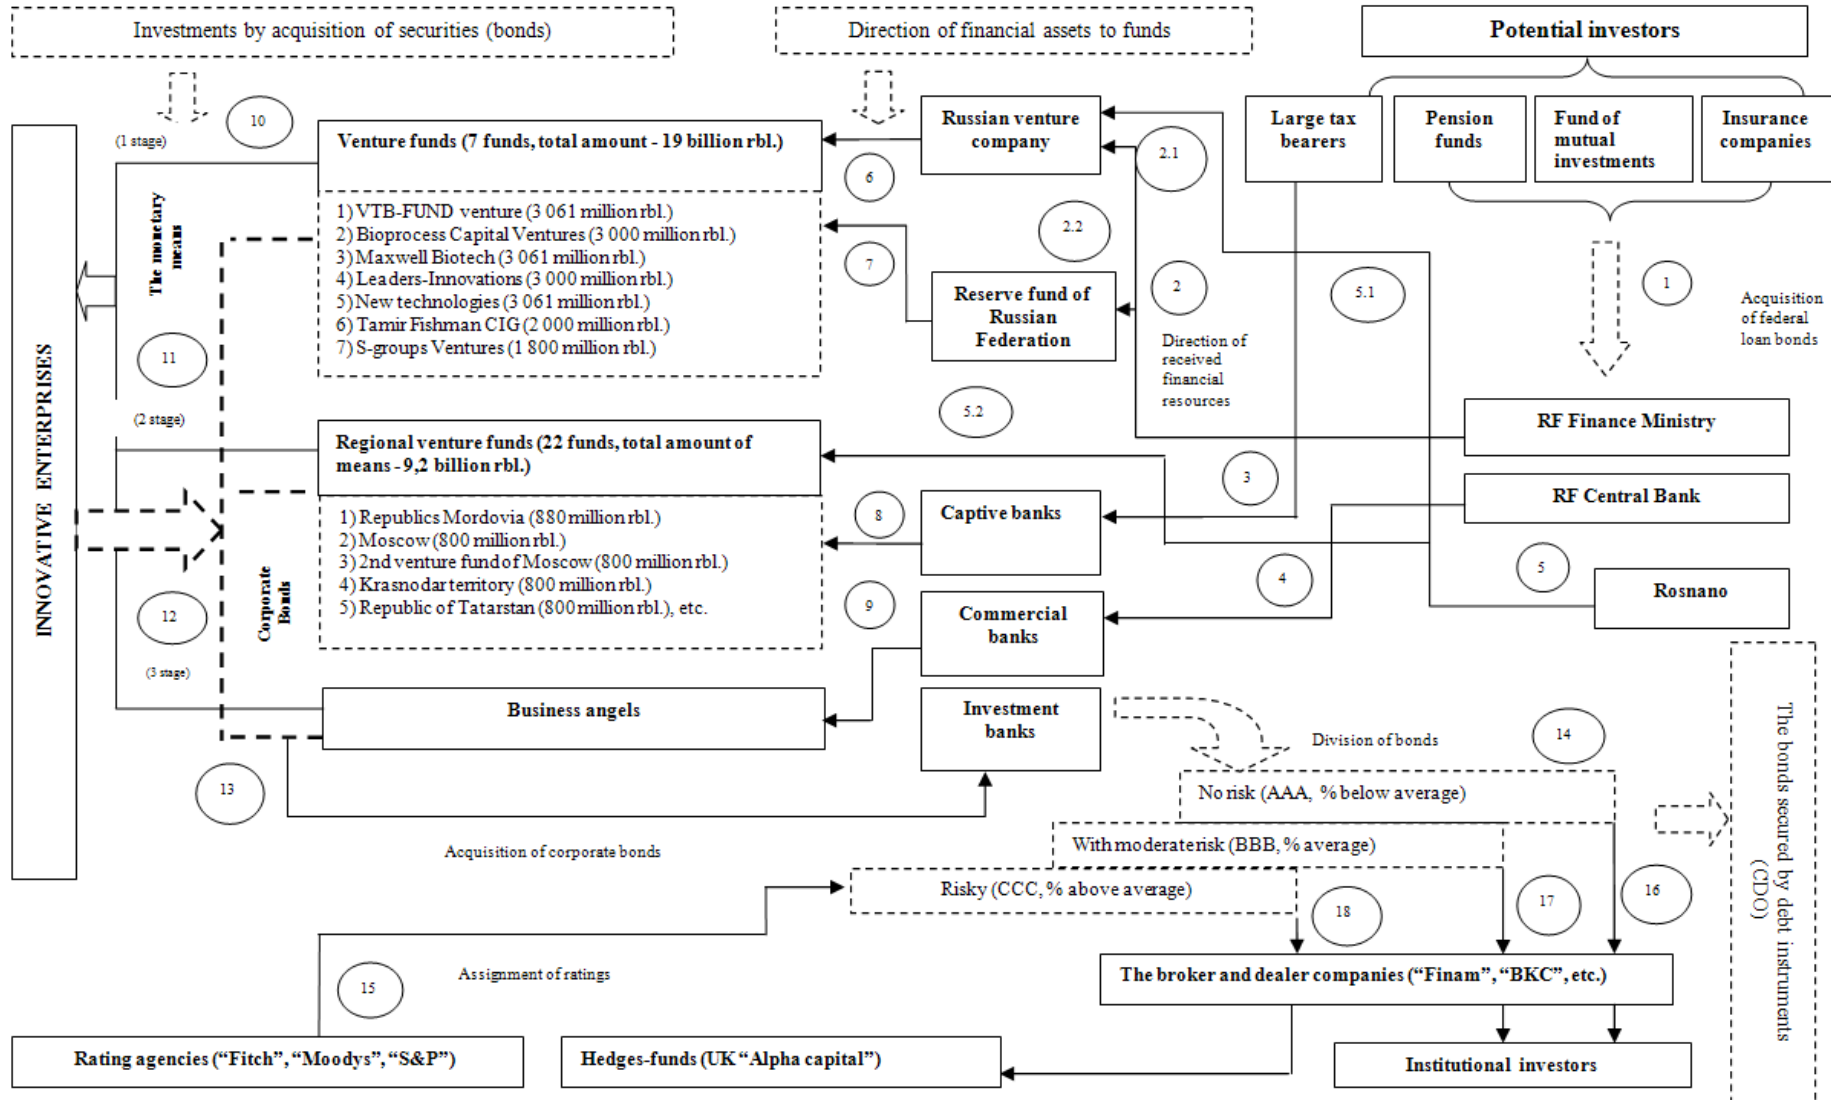 Investments by acquisition of securities (bonds)
Direction of financial assets to funds
Potential investors
10
(1 stage)
Venture funds (7 funds, total amount - 19 billion rbl.)
Russian venture
company
Large tax
bearers
Pension
funds
Fund of
mutual
investments
Insurance
companies
2.1
6
The monetary
means
1) VTB-FUND venture (3 061 million rbl.)
2) Bioprocess Capital Ventures (3 000 million rbl.)
3) Maxwell Biotech (3 061 million rbl.)
4) Leaders-Innovations (3 000 million rbl.)
5) New technologies (3 061 million rbl.)
6) Tamir Fishman CIG (2 000 million rbl.)
7) S-groups Ventures (1 800 million rbl.)
2.2
7
Reserve fund of
Russian
Federation
2
5.1
1
Acquisition
of federal
loan bonds
Direction of
received
financial
resources
11
(2 stage)
5.2
INNOVATIVE ENTERPRISES
RF Finance Ministry
Regional venture funds (22 funds, total amount of
means - 9,2 billion rbl.)
3
RF Central Bank
1) Republics Mordovia (880 million rbl.)
2) Moscow (800 million rbl.)
3) 2nd venture fund of Moscow (800 million rbl.)
4) Krasnodar territory (800 million rbl.)
5) Republic of Tatarstan (800 million rbl.), etc.
8
Captive banks
4
5
Rosnano
9
Commercial
banks
12
Corporate
Bonds
(3 stage)
Business angels
Investment
banks
Division of bonds
14
13
No risk (AAA, % below average)
With moderate risk (BBB, % average)
Risky (CCC, % above average)
Acquisition of corporate bonds
18
17
16
The bonds secured by debt instruments
(CDO)
15
Assignment of ratings
The broker and dealer companies (“Finam”, “BKC”, etc.)
Rating agencies (“Fitch”, “Moodys”, “S&P”)
Hedges-funds (UK “Alpha capital”)
Institutional investors